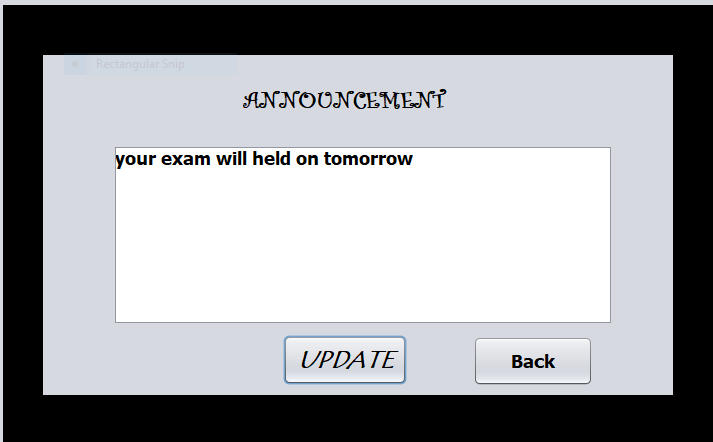 Rectangular Snip
ANNOUNCEMENT
your exam will held on tomorrow
UPDATE
Back